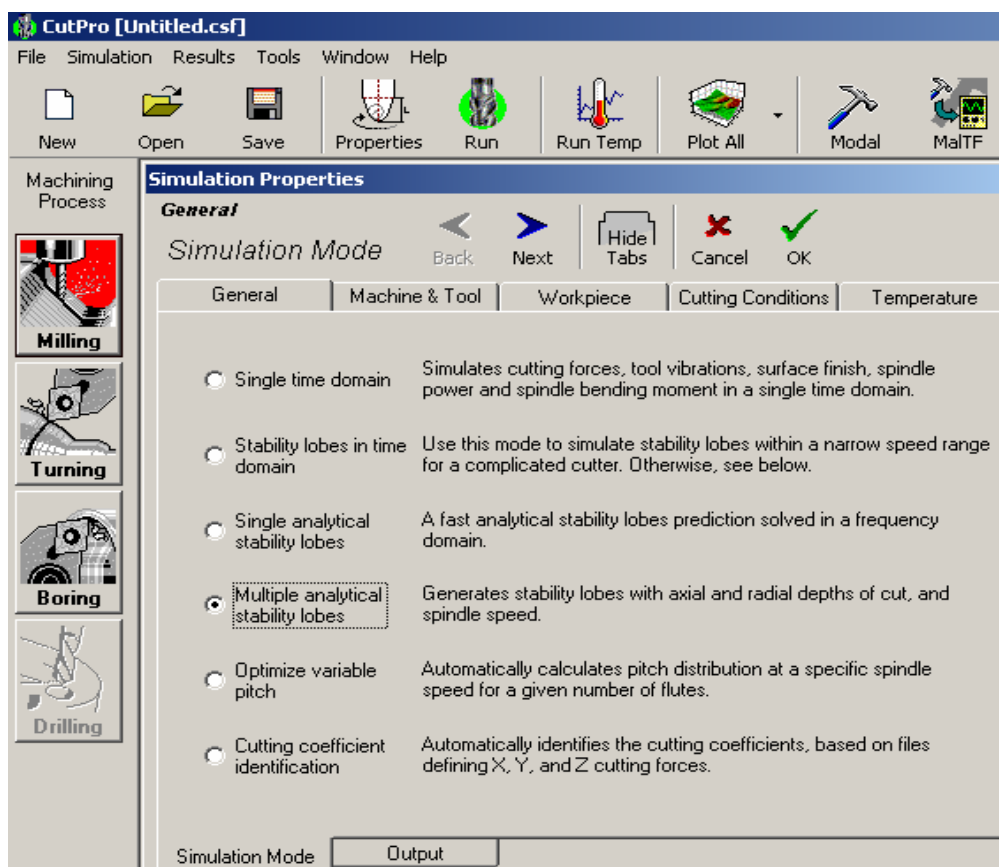 CutPro [Untitled.csf]
File Simulation Results Tools Window Help
New Open Save Properties Run Run Temp Plot All Modal MalTF
Machining
Process
Simulation Properties
General
Simulation Mode
Back Next Hide
Tabs Cancel OK
General Machine & Tool Workpiece Cutting Conditions Temperature
Milling
Turning
Boring
Drilling
Single time domain
Simulates cutting forces, tool vibrations, surface finish, spindle
power and spindle bending moment in a single time domain.
Stability lobes in time
domain
Use this mode to simulate stability lobes within a narrow speed range
for a complicated cutter. Otherwise, see below.
Single analytical
stability lobes
A fast analytical stability lobes prediction solved in a frequency
domain.
Multiple analytical
stability lobes
Generates stability lobes with axial and radial depths of cut, and
spindle speed.
Optimize variable
pitch
Automatically calculates pitch distribution at a specific spindle
speed for a given number of flutes.
Cutting coefficient
identification
Automatically identifies the cutting coefficients, based on files
defining X, Y, and Z cutting forces.
Simulation Mode Output